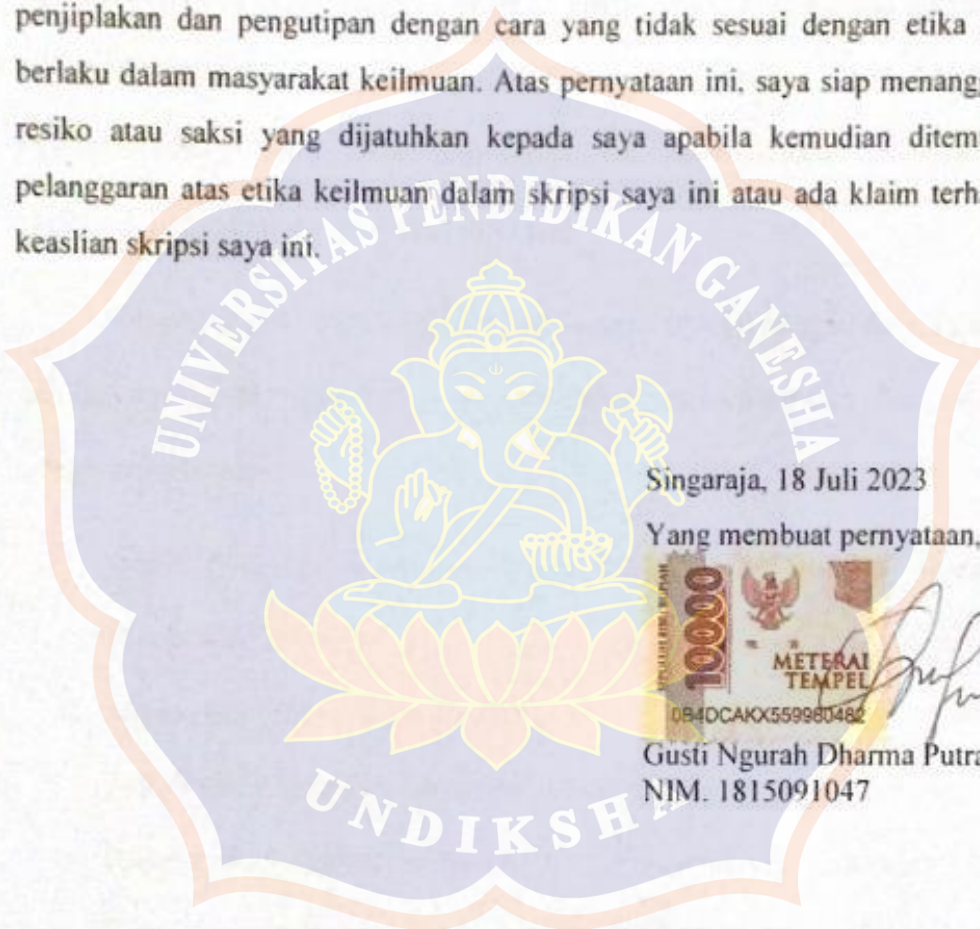 penjiplakan dan pengutipan dengan cara yang tidak sesuai dengan etika
berlaku dalam masyarakat keilmuan. Atas pernyataan ini, saya siap menang
resiko atau saksi yang dijatuhkan kepada saya apabila kemudian ditem
pelanggaran atas etika keilmuan dalam skripsi saya ini atau ada klaim terh
keaslian skripsi saya ini.
UNIVERSITAS PENDIDIKAN GANESHA
Singaraja, 18 Juli 2023
Yang membuat pernyataan,
10000
METERAI
TEMPEL
0B4DCAKX559980482
Gusti Ngurah Dharma Putra
NIM. 1815091047
UNDIKSHA